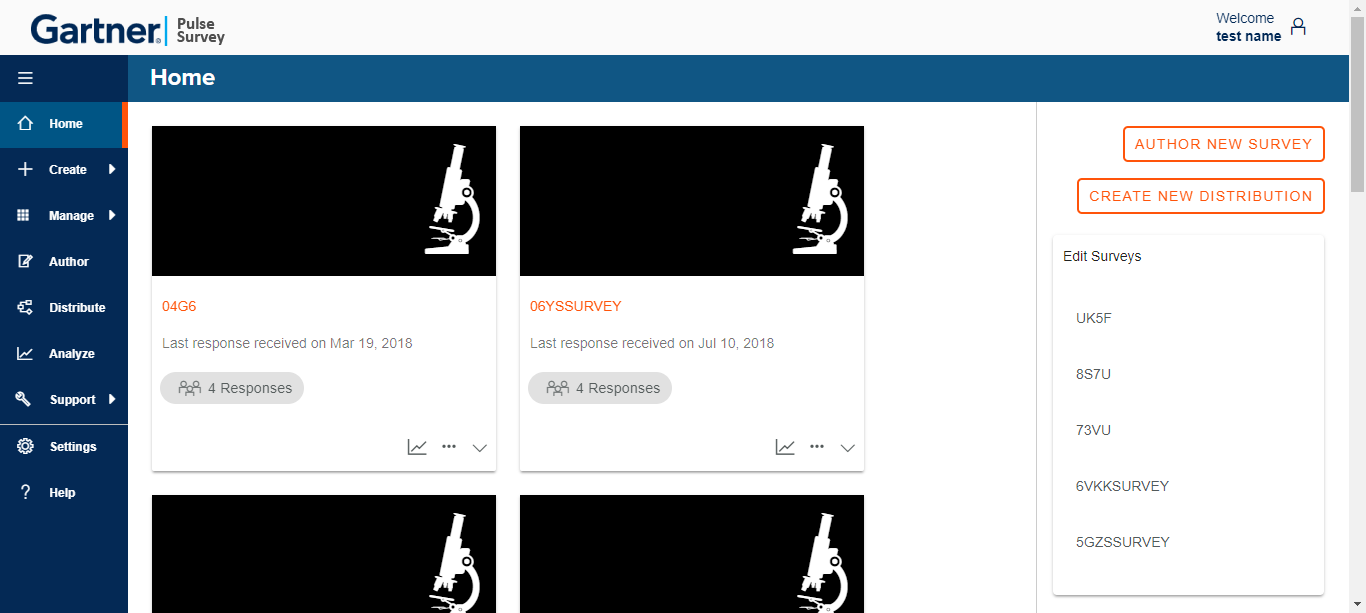 Gartner®
Pulse
Survey
Welcome
test name
Home
Home
Create
Manage
Author
Distribute
Analyze
Support
Settings
Help
04G6
Last response received on Mar 19, 2018
4 Responses
06YSSURVEY
Last response received on Jul 10, 2018
4 Responses
AUTHOR NEW SURVEY
CREATE NEW DISTRIBUTION
Edit Surveys
UK5F
8S7U
73VU
6VKKSURVEY
5GZSSURVEY